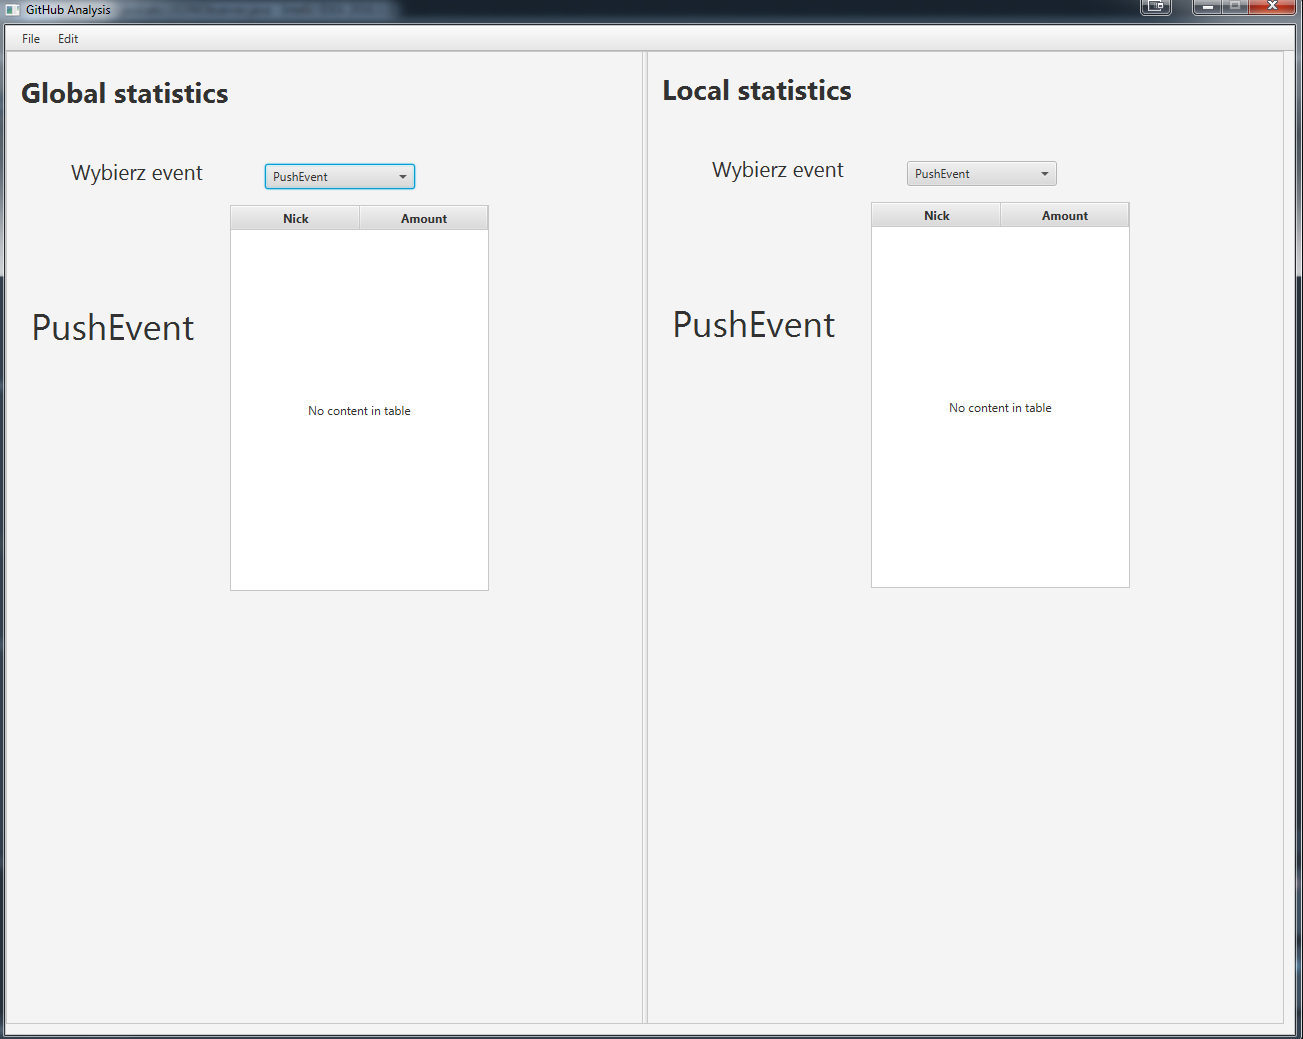 GitHub Analysis
File Edit
Global statistics
Wybierz event PushEvent
Nick Amount
PushEvent
No content in table
Local statistics
Wybierz event PushEvent
Nick Amount
PushEvent
No content in table